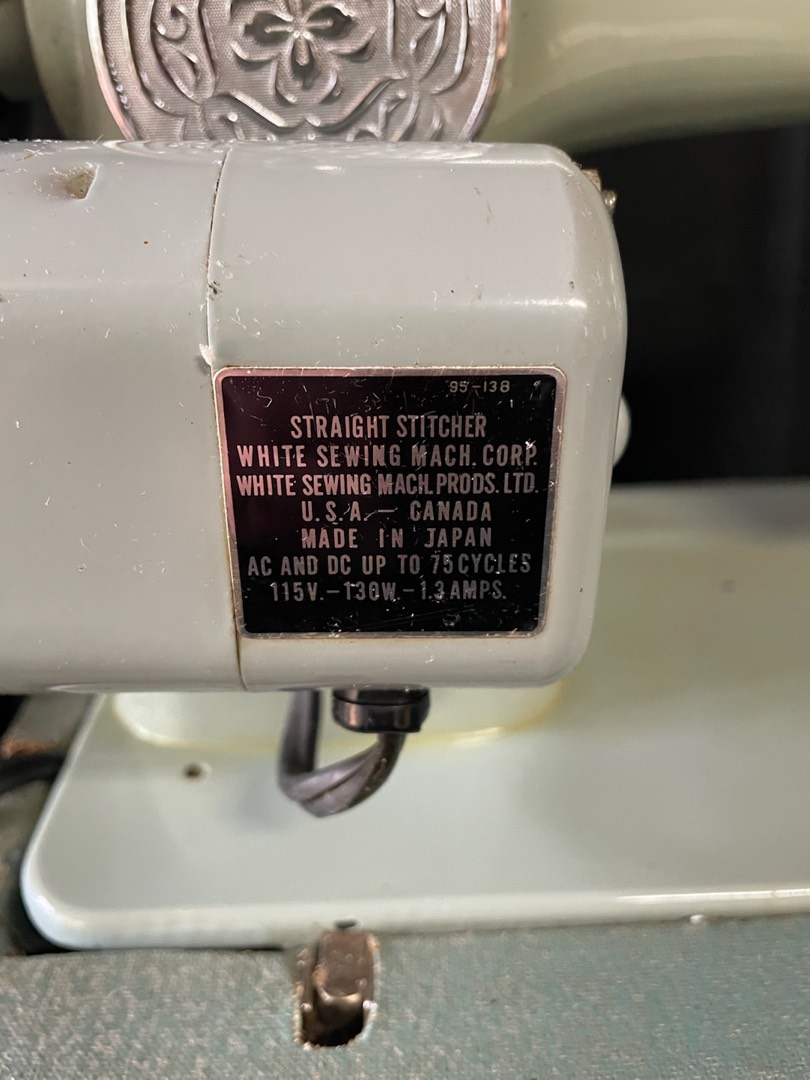 95-138
STRAIGHT STITCHER
WHITE SEWING MACH. CORP.
WHITE SEWING MACH. PRODS. LTD.
U.S.A. — CANADA
MADE IN JAPAN
AC AND DC UP TO 75 CYCLES
115V. - 130W. - 1.3 AMPS.